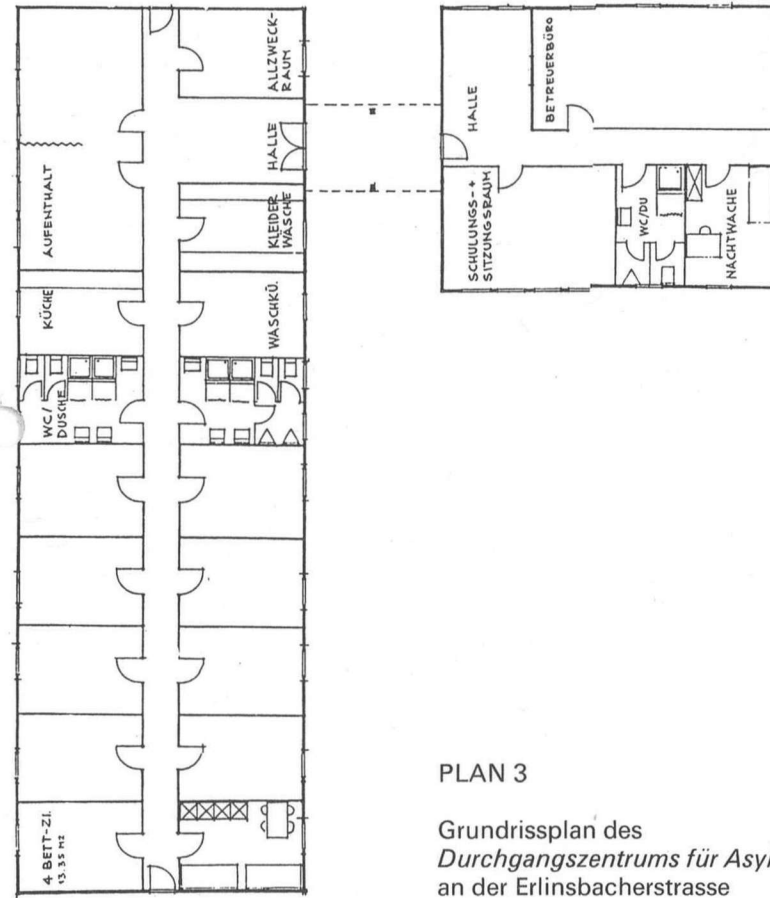 ALLZWECK-
RAUM
HALLE
AUFENTHALT
KLEIDER
WÄSCHE
KÜCHE
WASCHKÜ.
WC/
DUSCHE
4 BETT-ZI.
13.35 M2
HALLE
BETREUERBÜRO
SCHULUNGS-+
SITZUNGSRAUM
WC/DU
NACHTWACHE
PLAN 3
Grundrissplan des
Durchgangszentrums für Asyl
an der Erlinsbacherstrasse